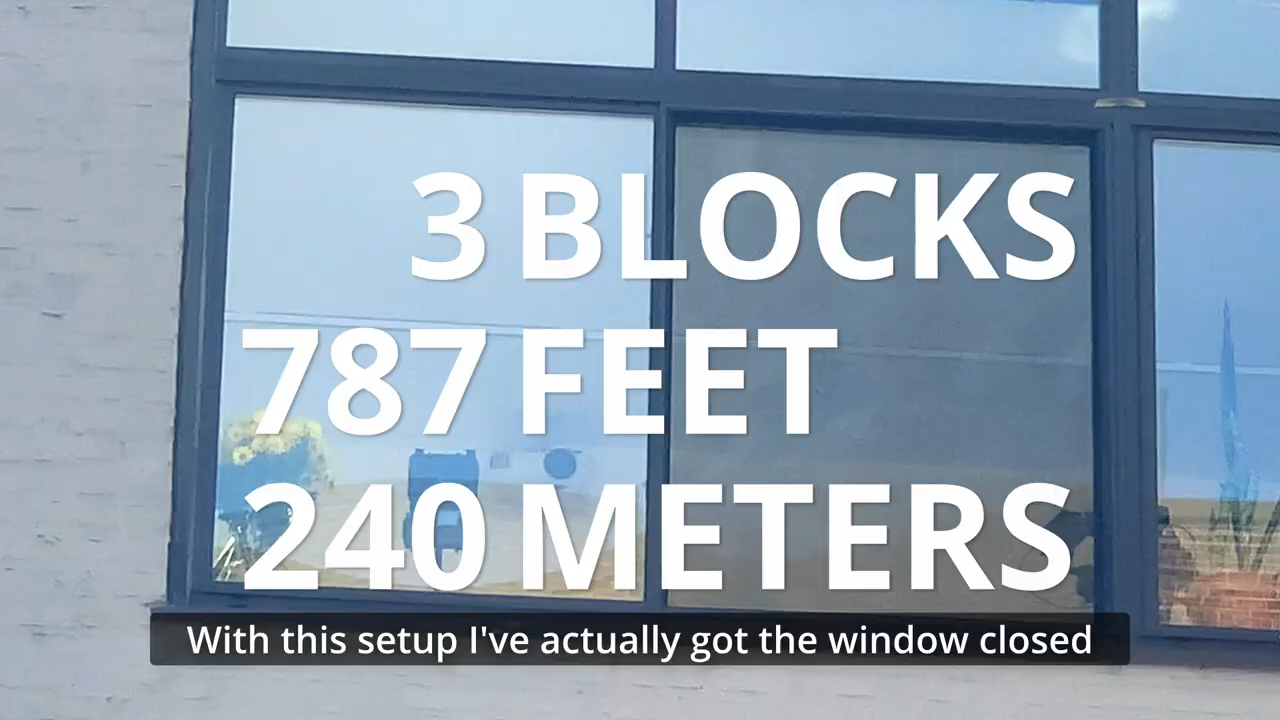 3 BLOCKS
787 FEET
240 METERS
With this setup I've actually got the window closed